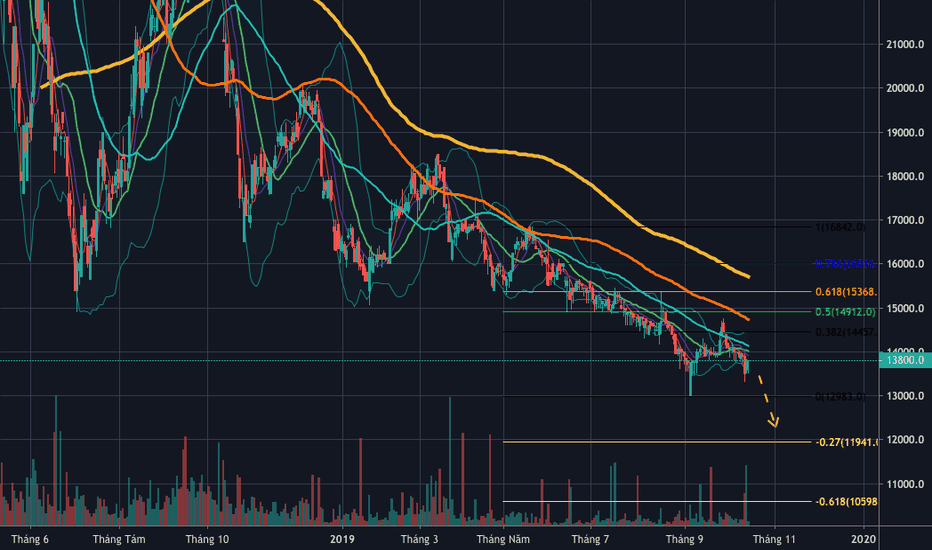 21000.0
20000.0
19000.0
18000.0
17000.0
1(16842.0)
16000.0
0.618(15368.
15000.0
0.5(14912.0)
0.382(14457.
14000.0
13800.0
13000.0
0(12983.0)
12000.0
-0.27(11941.0
11000.0
-0.618(10598
Tháng 6
Tháng Tám
Tháng 10
2019
Tháng 3
Tháng Năm
Tháng 7
Tháng 9
Tháng 11
2020